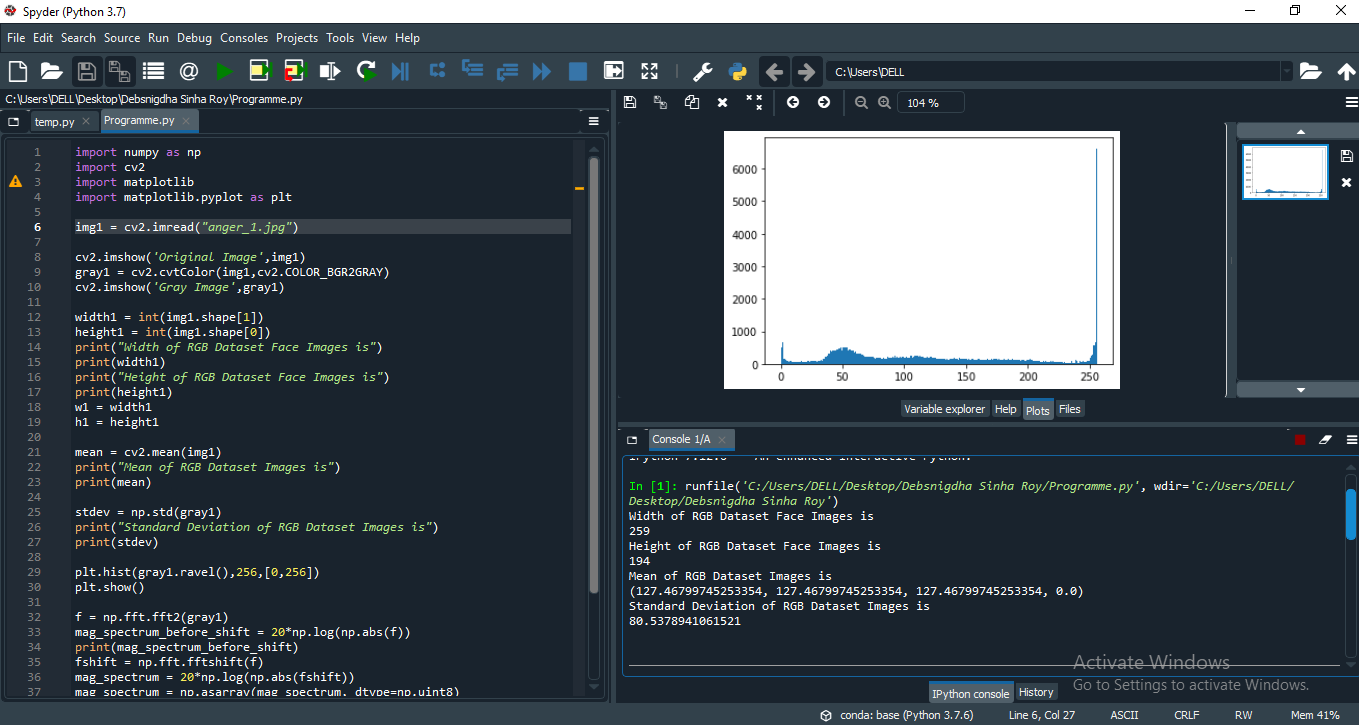 Spyder (Python 3.7)
File Edit Search Source Run Debug Consoles Projects Tools View Help
C:\Users\DELL
C:\Users\DELL\Desktop\Debsnigdha Sinha Roy\Programme.py
temp.py Programme.py
1 import numpy as np
2 import cv2
3 import matplotlib
4 import matplotlib.pyplot as plt
5
6 img1 = cv2.imread("anger_1.jpg")
7
8 cv2.imshow('Original Image',img1)
9 gray1 = cv2.cvtColor(img1,cv2.COLOR_BGR2GRAY)
10 cv2.imshow('Gray Image',gray1)
11
12 width1 = int(img1.shape[1])
13 height1 = int(img1.shape[0])
14 print("Width of RGB Dataset Face Images is")
15 print(width1)
16 print("Height of RGB Dataset Face Images is")
17 print(height1)
18 w1 = width1
19 h1 = height1
20
21 mean = cv2.mean(img1)
22 print("Mean of RGB Dataset Images is")
23 print(mean)
24
25 stdev = np.std(gray1)
26 print("Standard Deviation of RGB Dataset Images is")
27 print(stdev)
28
29 plt.hist(gray1.ravel(),256,[0,256])
30 plt.show()
31
32 f = np.fft.fft2(gray1)
33 mag_spectrum_before_shift = 20*np.log(np.abs(f))
34 print(mag_spectrum_before_shift)
35 fshift = np.fft.fftshift(f)
36 mag_spectrum = 20*np.log(np.abs(fshift))
37 mag_spectrum = np.asarray(mag_spectrum, dtype=np.uint8)
104 %
6000
5000
4000
3000
2000
1000
0
0 50 100 150 200 250
Variable explorer Help Plots Files
Console 1/A
IPython 7.12.0 -- An enhanced Interactive Python.
In [1]: runfile('C:/Users/DELL/Desktop/Debsnigdha Sinha Roy/Programme.py', wdir='C:/Users/DELL/
Desktop/Debsnigdha Sinha Roy')
Width of RGB Dataset Face Images is
259
Height of RGB Dataset Face Images is
194
Mean of RGB Dataset Images is
(127.46799745253354, 127.46799745253354, 127.46799745253354, 0.0)
Standard Deviation of RGB Dataset Images is
80.5378941061521
Activate Windows
Go to Settings to activate Windows.
IPython console History
conda: base (Python 3.7.6) Line 6, Col 27 ASCII CRLF RW Mem 41%